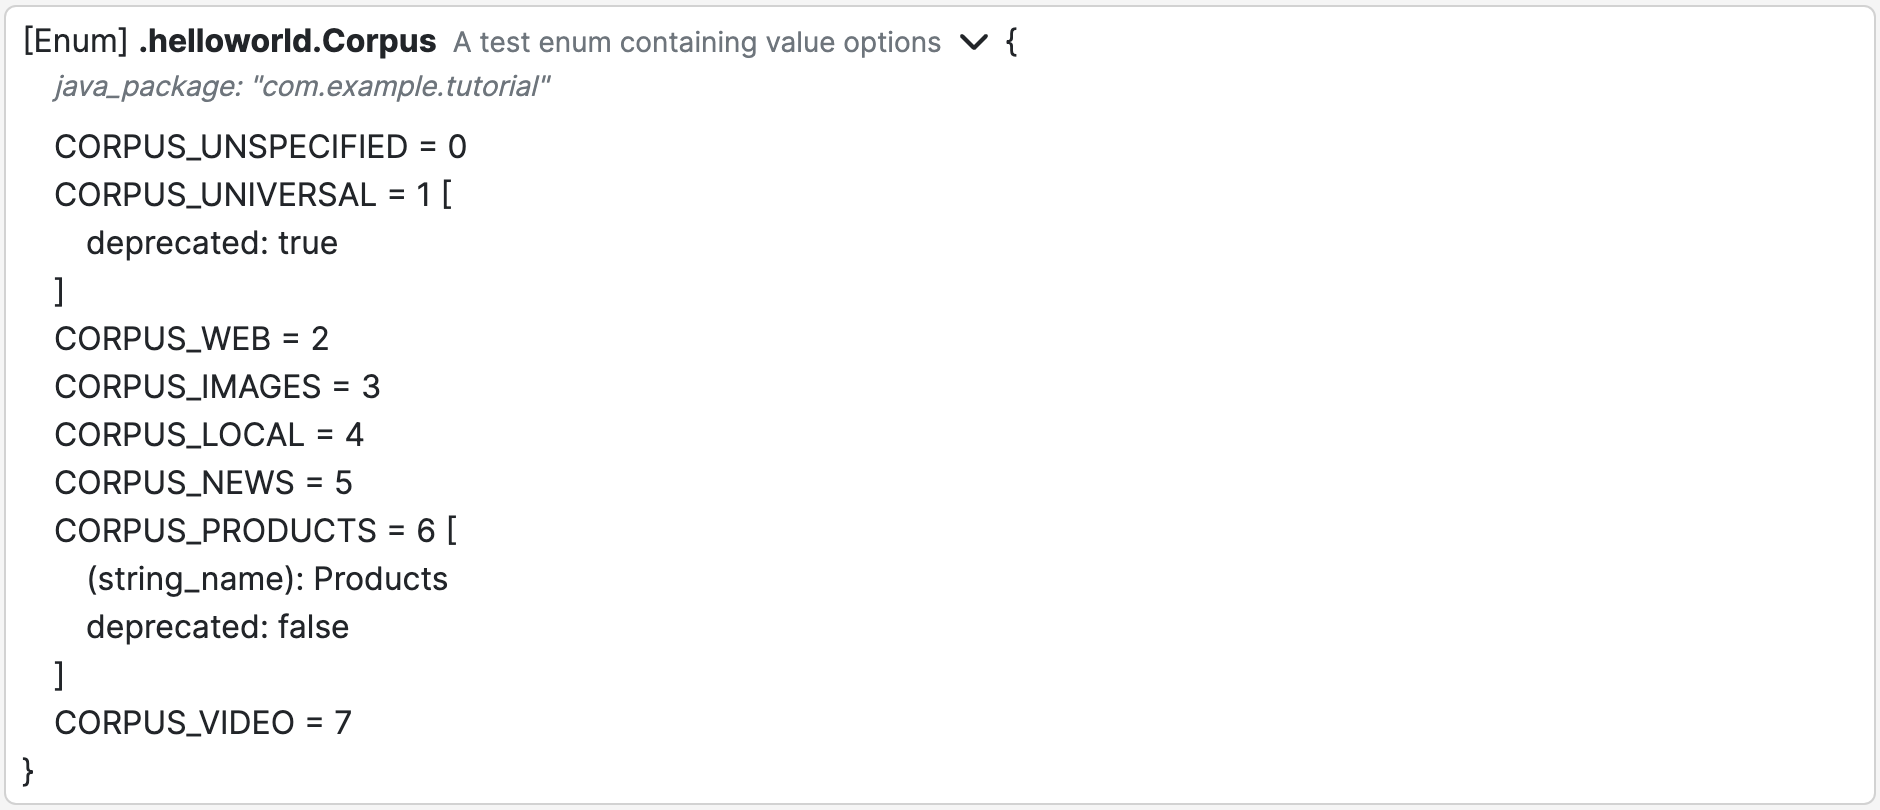 [Enum] .helloworld.Corpus A test enum containing value options {
java_package: "com.example.tutorial"
CORPUS_UNSPECIFIED = 0
CORPUS_UNIVERSAL = 1 [
deprecated: true
]
CORPUS_WEB = 2
CORPUS_IMAGES = 3
CORPUS_LOCAL = 4
CORPUS_NEWS = 5
CORPUS_PRODUCTS = 6 [
(string_name): Products
deprecated: false
]
CORPUS_VIDEO = 7
}